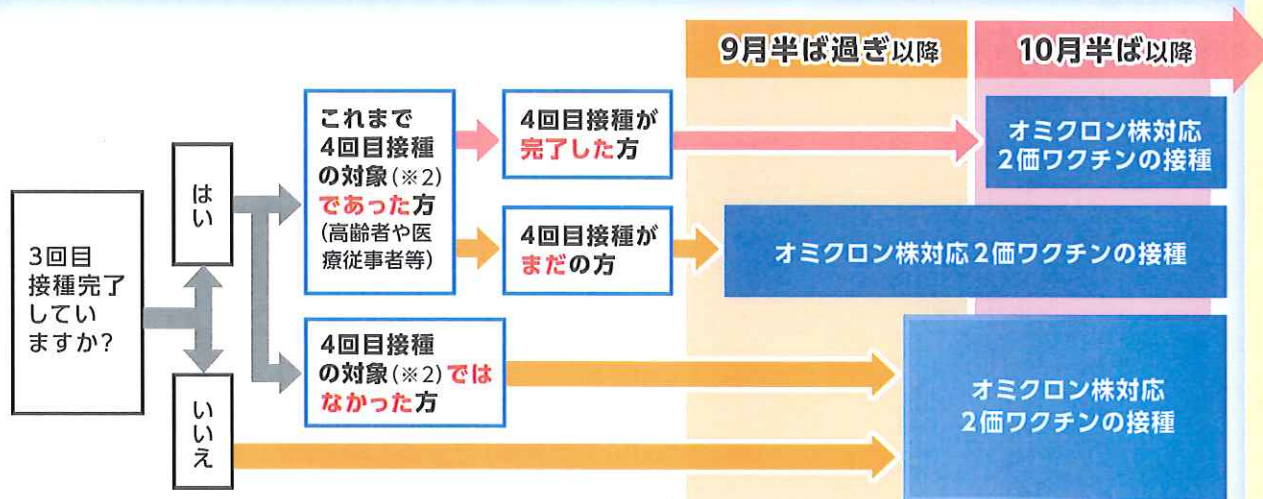 9月半ば過ぎ以降
10月半ば以降
3回目
接種完了
してい
ますか?
はい
いいえ
これまで
4回目接種
の対象(※2)
であった方
(高齢者や医
療従事者等)
4回目接種が
完了した方
オミクロン株対応
2価ワクチンの接種
4回目接種が
まだの方
オミクロン株対応2価ワクチンの接種
4回目接種
の対象(※2)では
なかった方
オミクロン株対応
2価ワクチンの接種